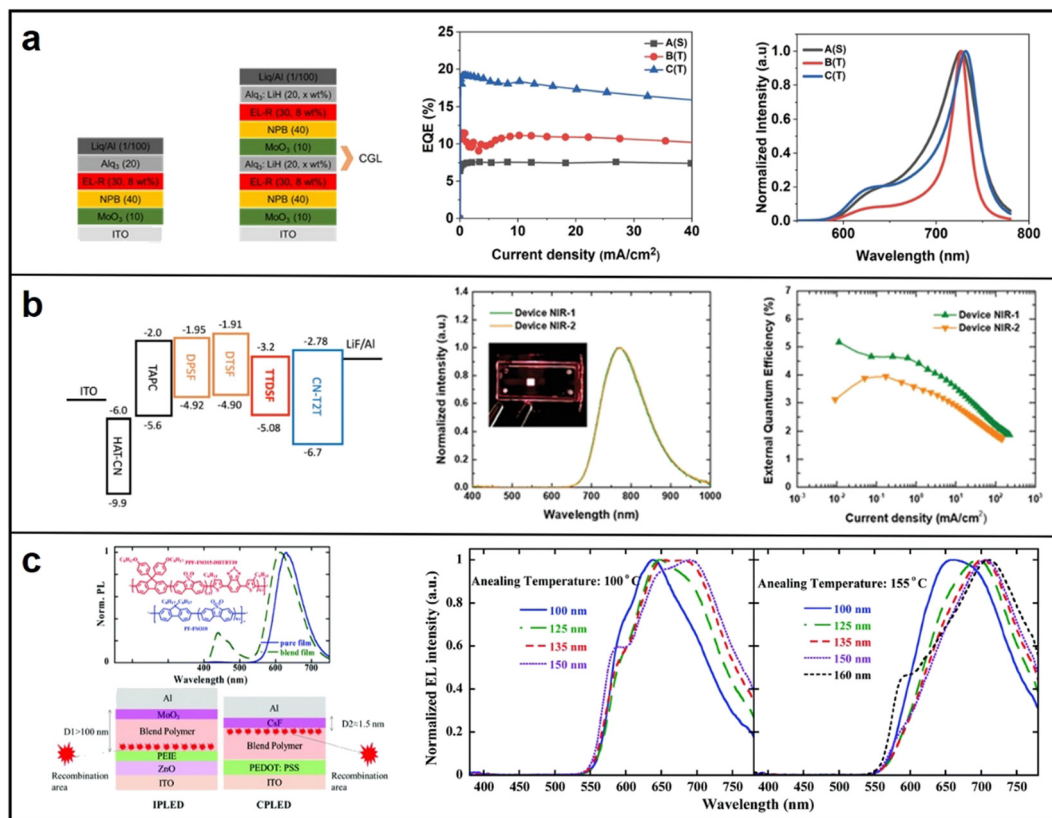 a
Liq/Al (1/100)
Alq₃ (20)
EL-R (30, 8 wt%)
NPB (40)
MoO₃ (10)
ITO
Liq/Al (1/100)
Alq₃: LiH (20, x wt%)
EL-R (30, 8 wt%)
NPB (40)
MoO₃ (10)
Alq₃: LiH (20, x wt%)
EL-R (30, 8 wt%)
NPB (40)
MoO₃ (10)
ITO
CGL
EQE (%)
25
20
15
10
5
0
A(S)
B(T)
C(T)
0 10 20 30 40
Current density (mA/cm²)
Normalized Intensity (a.u)
1.0
0.8
0.6
0.4
0.2
0.0
A(S)
B(T)
C(T)
600 700 800
Wavelength (nm)
b
ITO
-6.0
HAT-CN
-9.9
-2.0
TAPC
-5.6
-1.95
DPSF
-4.92
-1.91
DTSF
-4.90
-3.2
TTDSF
-5.08
-2.78
CN-T2T
-6.7
LiF/Al
Normalized intensity (a.u.)
1.4
1.2
1.0
0.8
0.6
0.4
0.2
0.0
Device NIR-1
Device NIR-2
400 500 600 700 800 900 1000
Wavelength (nm)
External Quantum Efficiency (%)
7
6
5
4
3
2
1
0
Device NIR-1
Device NIR-2
10⁻³ 10⁻² 10⁻¹ 10⁰ 10¹ 10² 10³
Current density (mA/cm²)
c
Norm. PL
1
0.5
0
PF-FSO10
pure film
blend film
400 500 600 700
Wavelength (nm)
Al
MoO₃
Blend Polymer
PEIE
ZnO
ITO
IPLED
D1>100 nm
Recombination
area
Al
CsF
Blend Polymer
PEDOT: PSS
ITO
CPLED
D2≈1.5 nm
Recombination
area
Normalized EL intensity (a.u.)
1
0.8
0.6
0.4
0.2
0
Anealing Temperature: 100°C
100 nm
125 nm
135 nm
150 nm
400 450 500 550 600 650 700 750
Anealing Temperature: 155°C
100 nm
125 nm
135 nm
150 nm
160 nm
400 450 500 550 600 650 700 750
Wavelength (nm)